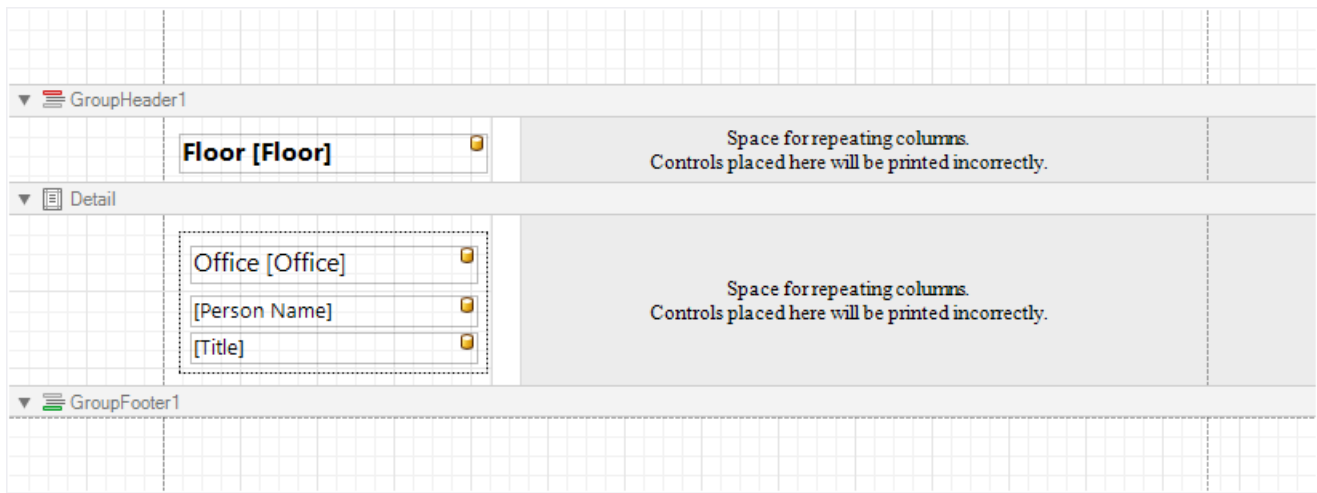 GroupHeader1
Floor [Floor]
Space for repeating columns.
Controls placed here will be printed incorrectly.
Detail
Office [Office]
[Person Name]
[Title]
Space for repeating columns.
Controls placed here will be printed incorrectly.
GroupFooter1